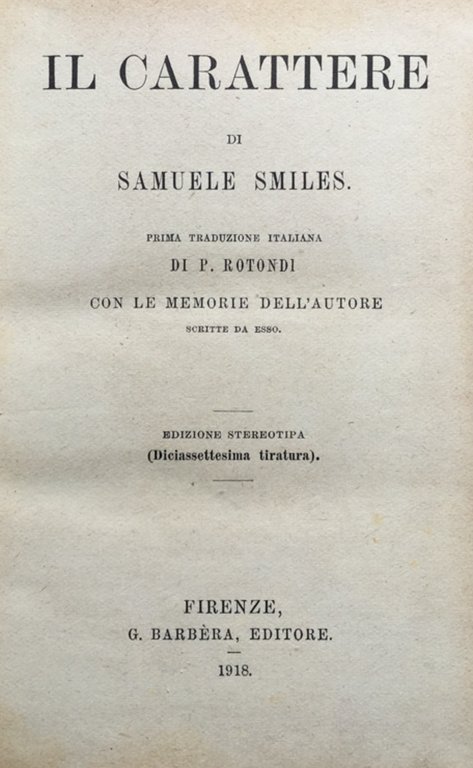 IL CARATTERE
DI
SAMUELE SMILES.
PRIMA TRADUZIONE ITALIANA
DI P. ROTONDI
CON LE MEMORIE DELL'AUTORE
SCRITTE DA ESSO.
EDIZIONE STEREOTIPA
(Diciassettesima tiratura).
FIRENZE,
G. BARBÈRA, EDITORE.
1918.